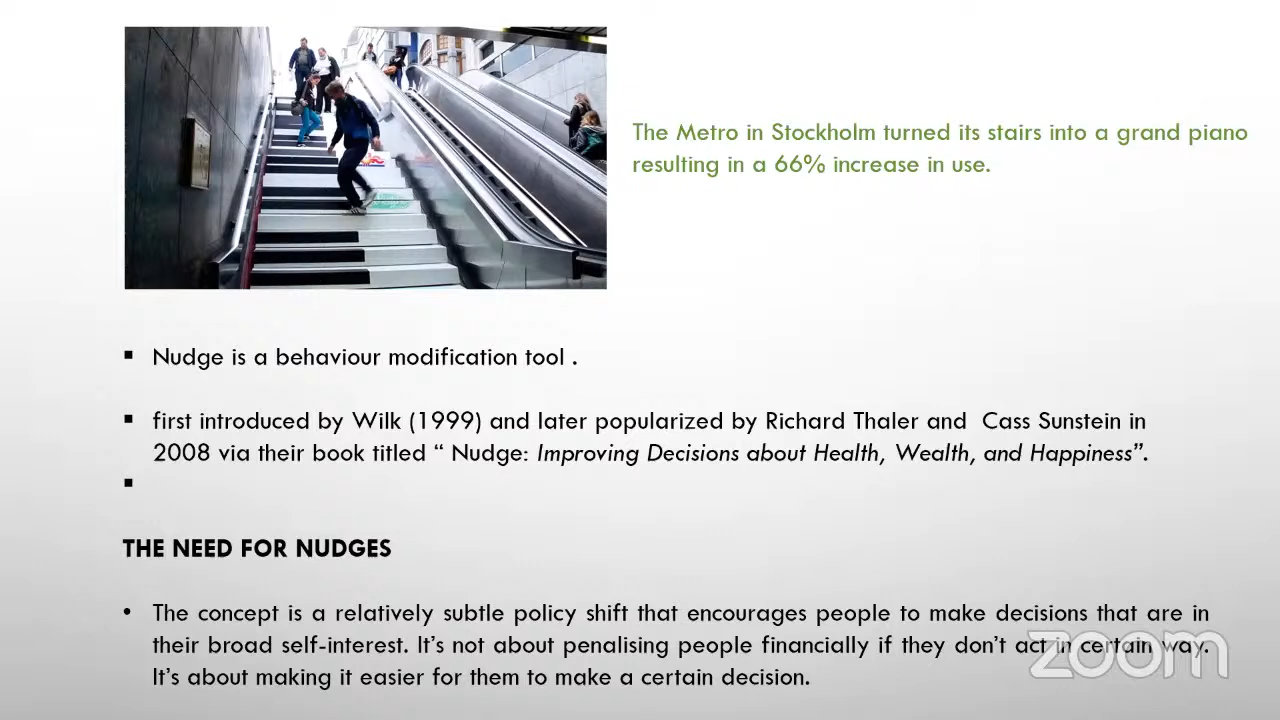 The Metro in Stockholm turned its stairs into a grand piano
resulting in a 66% increase in use.
Nudge is a behaviour modification tool .
first introduced by Wilk (1999) and later popularized by Richard Thaler and Cass Sunstein in
2008 via their book titled “ Nudge: Improving Decisions about Health, Wealth, and Happiness”.
THE NEED FOR NUDGES
The concept is a relatively subtle policy shift that encourages people to make decisions that are in
their broad self-interest. It’s not about penalising people financially if they don’t act in certain way.
It’s about making it easier for them to make a certain decision.
zoom